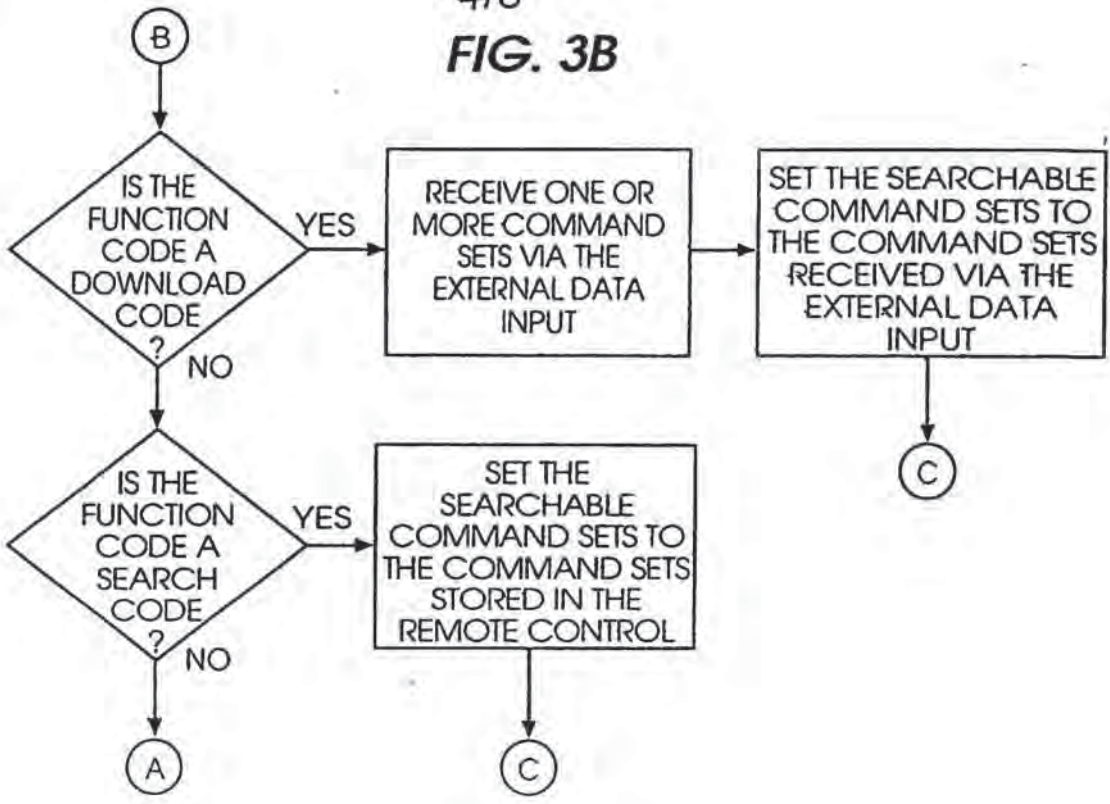 FIG. 3B
B
IS THE
FUNCTION
CODE A
DOWNLOAD
CODE
?
YES
NO
RECEIVE ONE OR
MORE COMMAND
SETS VIA THE
EXTERNAL DATA
INPUT
SET THE SEARCHABLE
COMMAND SETS TO
THE COMMAND SETS
RECEIVED VIA THE
EXTERNAL DATA
INPUT
C
IS THE
FUNCTION
CODE A
SEARCH
CODE
?
YES
NO
SET THE
SEARCHABLE
COMMAND SETS TO
THE COMMAND SETS
STORED IN THE
REMOTE CONTROL
A
C